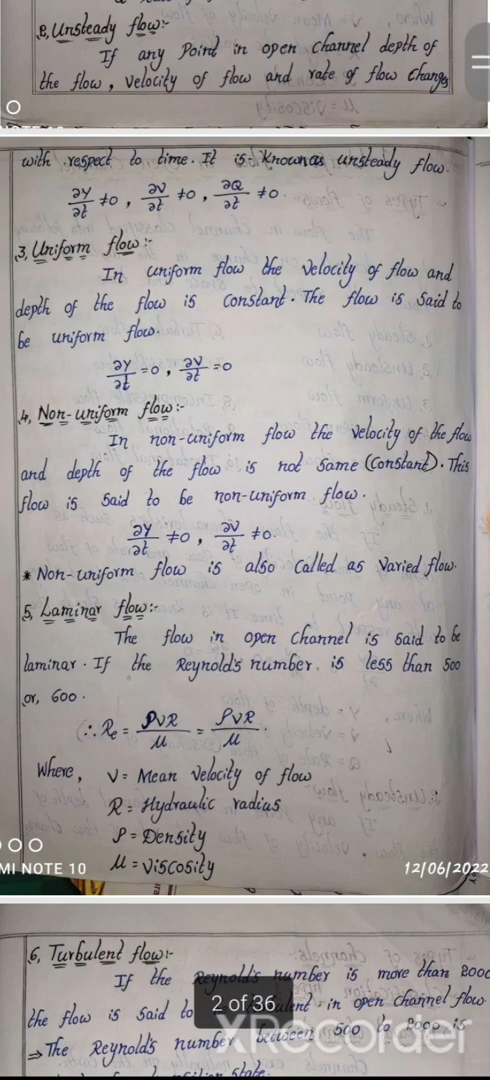 2, Unsteady flow:-
If any Point in open channel depth of
the flow, velocity of flow and rate of flow changes
with respect to time. It is known as unsteady flow.
∂y/∂t ≠0, ∂v/∂t ≠0, ∂Q/∂t ≠0.
3, Uniform flow:-
In uniform flow the velocity of flow and
depth of the flow is constant. The flow is said to
be uniform flow.
∂y/∂t =0, ∂v/∂t =0
4, Non-uniform flow:-
In non-uniform flow the velocity of the flow
and depth of the flow is not same (constant). This
flow is said to be non-uniform flow.
∂y/∂t ≠0, ∂v/∂t ≠0
* Non-uniform flow is also called as varied flow.
5, Laminar flow:-
The flow in open channel is said to be
laminar. If the Reynold's number is less than 500
or, 600.
∴ Re = ρVR/μ = ρVR/μ
Where, V= Mean velocity of flow
R= Hydraulic radius
ρ= Density
μ = viscosity
MI NOTE 10
12/06/2022
6, Turbulent flow:-
If the Reynold's number is more than 2000
2 of 36
the flow is said to in open channel flow
XRecorder
⇒ The Reynold's number between 500 to 2000 is